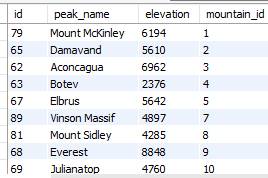 id peak_name elevation mountain_id
79 Mount McKinley 6194 1
65 Damavand 5610 2
62 Aconcagua 6962 3
63 Botev 2376 4
67 Elbrus 5642 5
89 Vinson Massif 4897 7
81 Mount Sidley 4285 8
68 Everest 8848 9
69 Julianatop 4760 10